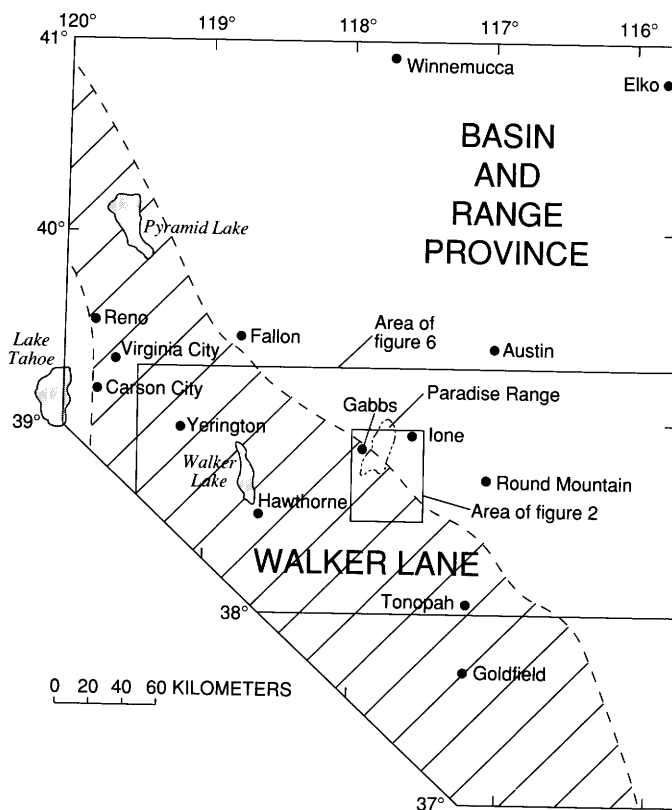 120°
119°
118°
117°
116°
41°
Winnemucca
Elko
BASIN
AND
RANGE
PROVINCE
Pyramid Lake
40°
Reno
Fallon
Area of
figure 6
Austin
Lake
Tahoe
Virginia City
Carson City
Paradise Range
Gabbs
39°
Yerington
Ione
Walker
Lake
Hawthorne
Round Mountain
Area of figure 2
WALKER LANE
Tonopah
38°
Goldfield
0 20 40 60 KILOMETERS
37°